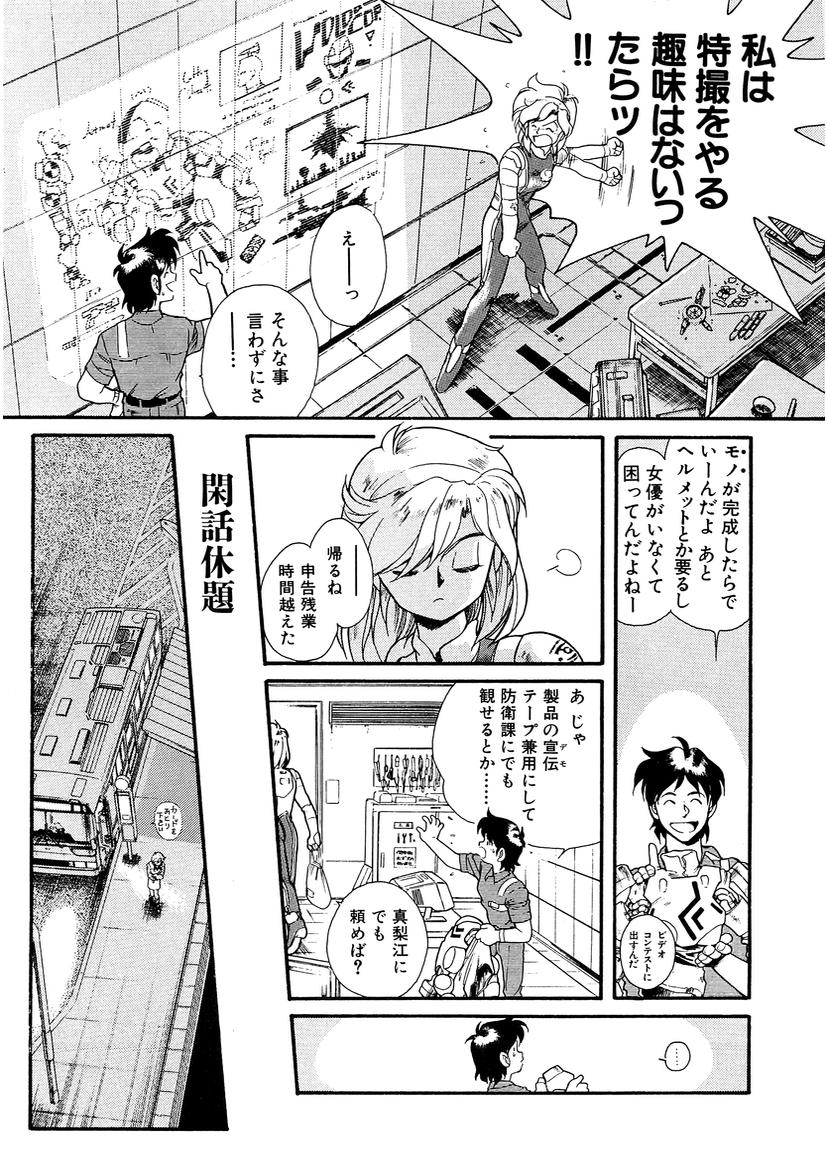 私は
特撮をやる
趣味はないっ
たらッ
!!
えーーっ
そんな事
言わずにさ
ーー…
VOLOSCOP.
モノが完成したらで
いーんだよ あと
ヘルメットとか要るし
女優がいなくて
困ってんだよねー
ビデオ
コンテストに
出すんだ
ーー
帰るね
申告残業
時間越えた
あ じゃ
製品の宣伝
デモ
テープ兼用にして
防衛課にでも
観せるとか……
真梨江に
でも
頼めば?
……
閑話休題